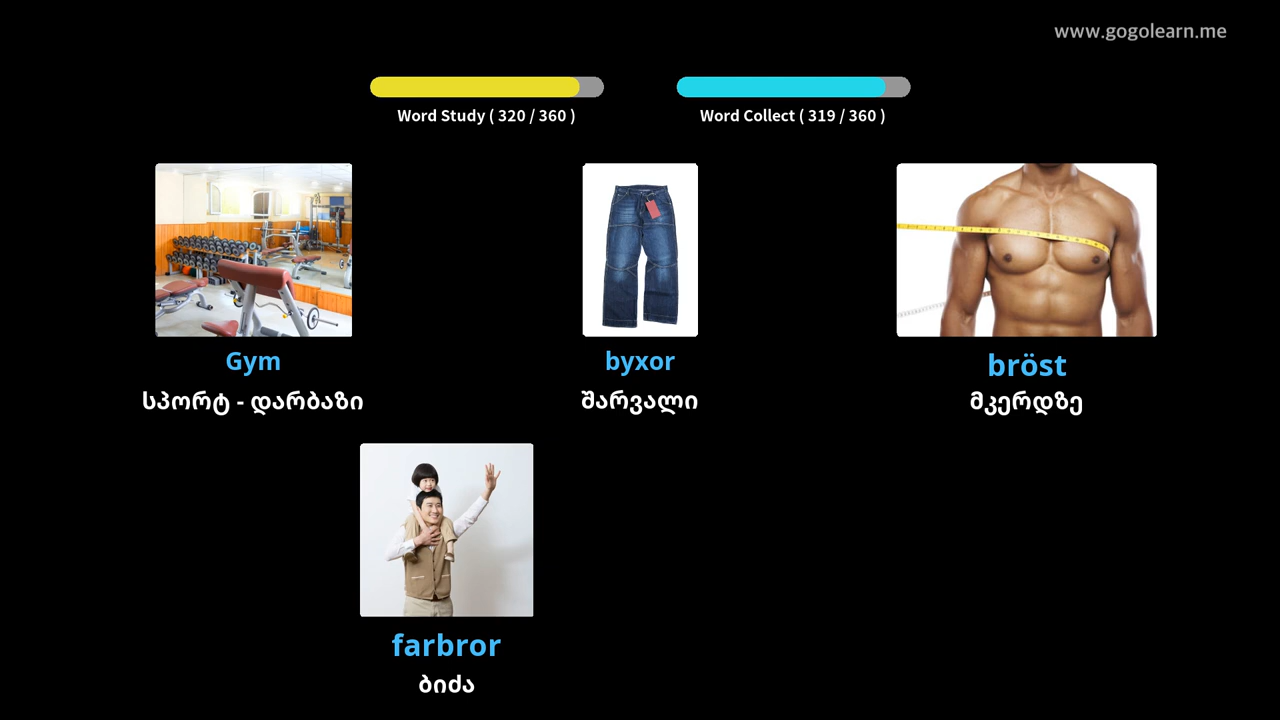 www.gogolearn.me
Word Study ( 320 / 360 )
Word Collect ( 319 / 360 )
Gym
byxor
bröst
სპორტ - დარბაზი
შარვალი
მკერდზე
farbror
ბიძა